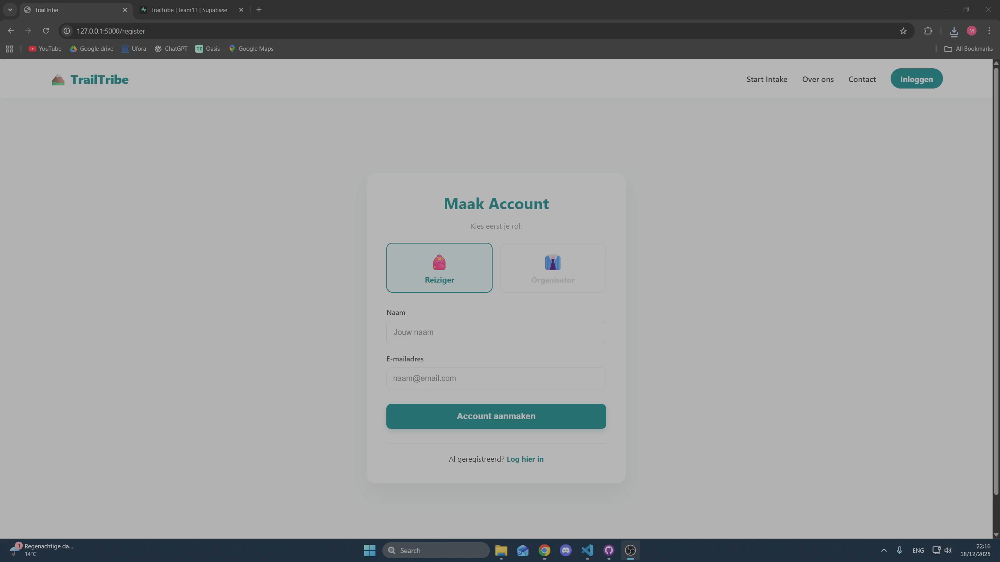 TrailTribe
Trailtribe | team13 | Supabase
127.0.0.1:5000/register
M
YouTube
Google drive
Ufora
ChatGPT
TE
Oasis
Google Maps
All Bookmarks
TrailTribe
Start Intake
Over ons
Contact
Inloggen
Maak Account
Kies eerst je rol:
Reiziger
Organisator
Naam
Jouw naam
E-mailadres
naam@email.com
Account aanmaken
Al geregistreerd? Log hier in
1
Regenachtige da...
14°C
Search
ENG
22:16
18/12/2025